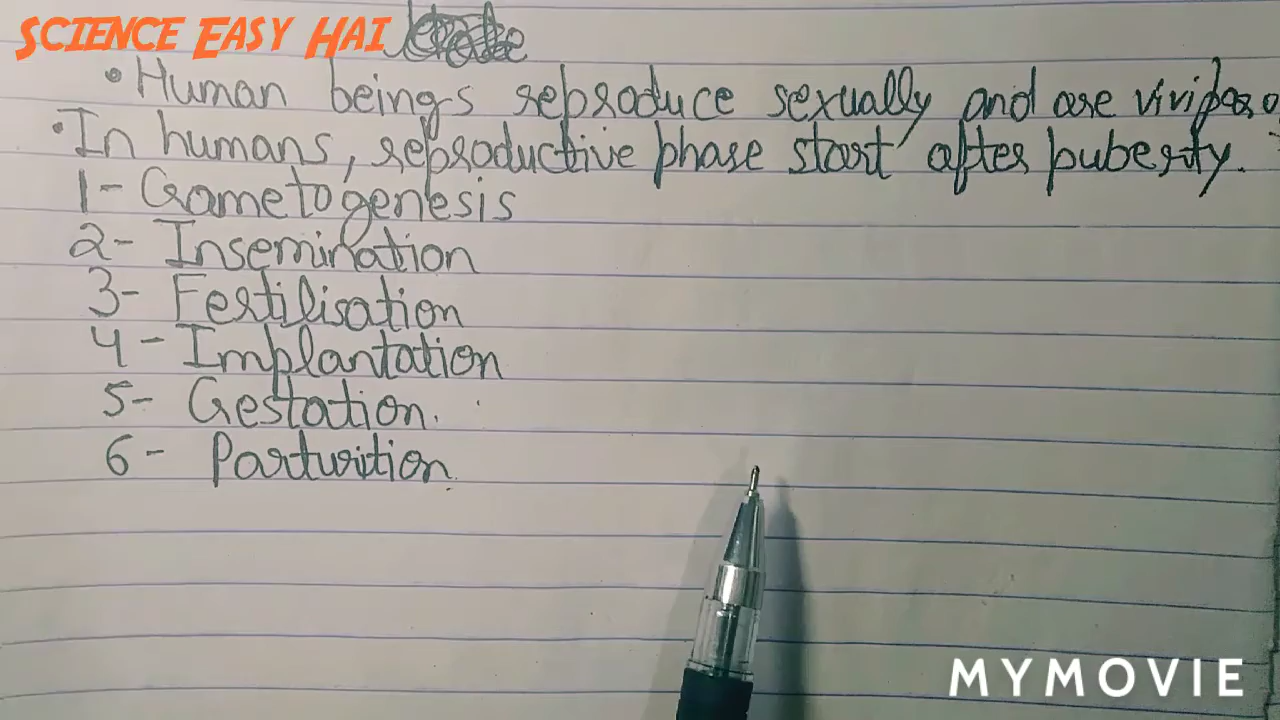 SCIENCE EASY HAI
• Human beings reproduce sexually and are
• In humans, reproductive phase start after puberty.
1- Gametogenesis
2- Insemination
3- Fertilisation
4- Implantation
5- Gestation.
6- Parturition.
MYMOVIE